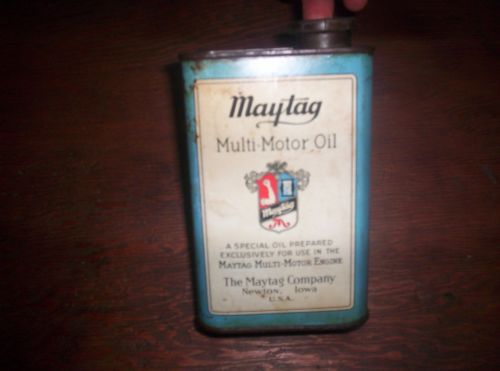 Maytag
Multi-Motor Oil
Maytag
A SPECIAL OIL PREPARED
EXCLUSIVELY FOR USE IN THE
MAYTAG MULTI-MOTOR ENGINE
The Maytag Company
NEWTON, IOWA
U.S.A.